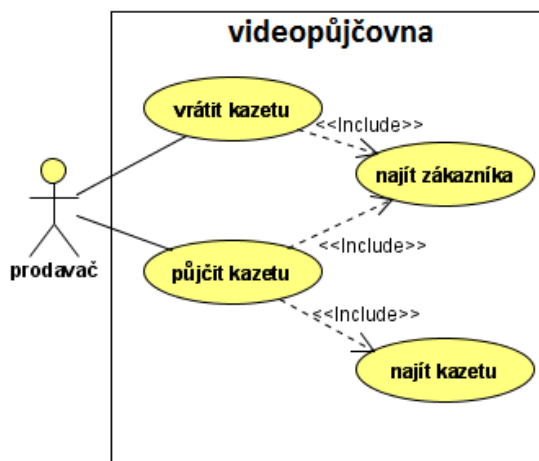 videopůjčovna
vrátit kazetu
<<Include>>
najít zákazníka
prodavač
půjčit kazetu
<<Include>>
<<Include>>
najít kazetu